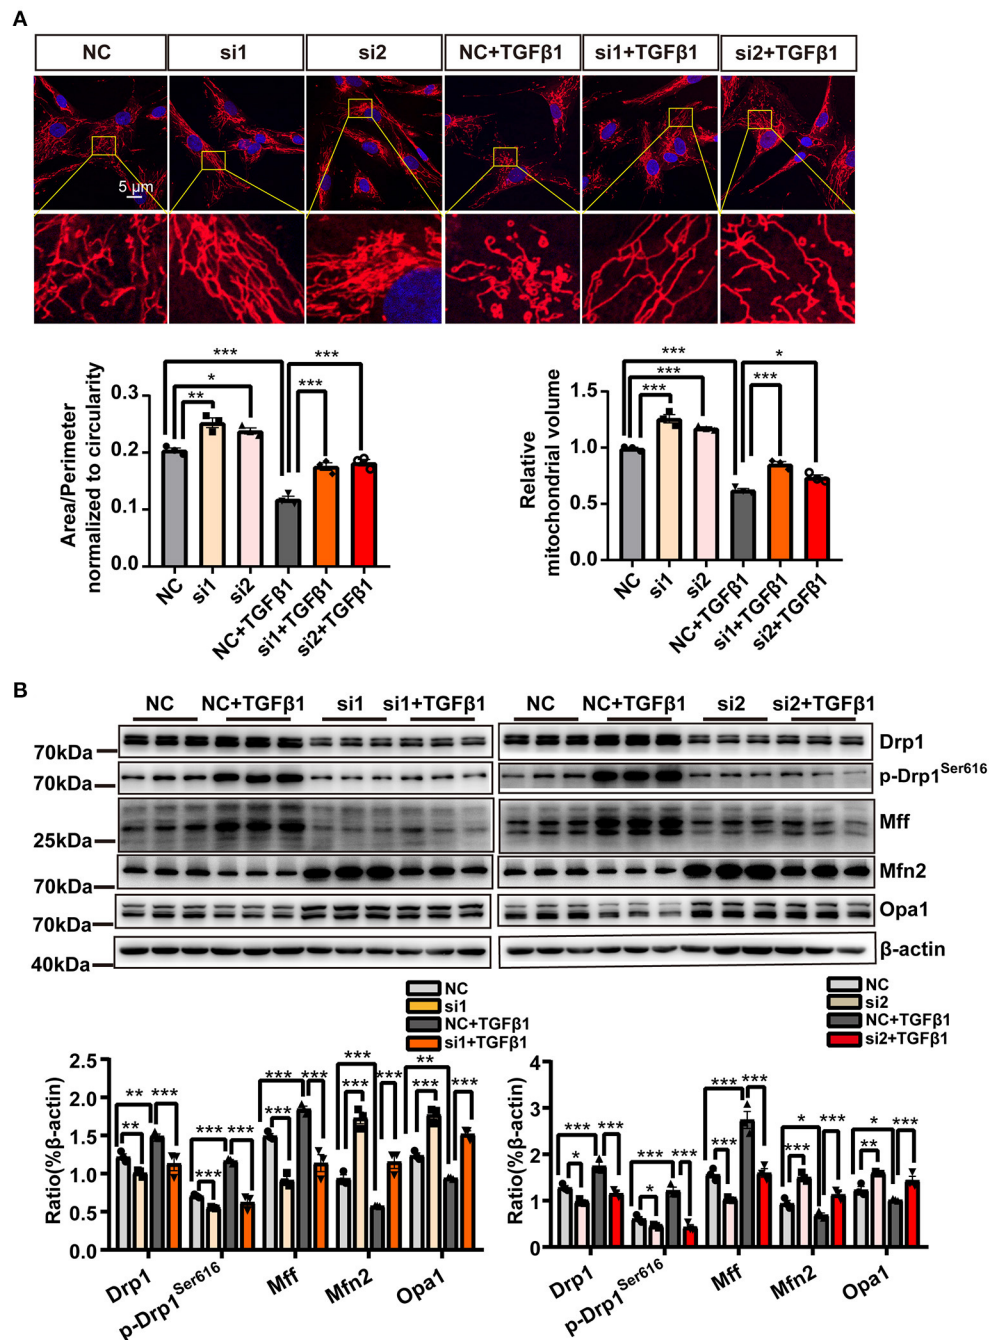 A
NC si1 si2 NC+TGFβ1 si1+TGFβ1 si2+TGFβ1
5 μm
*** *** * ** ***
0.3
0.2
0.1
0.0
Area/Perimeter
normalized to circularity
NC si1 si2 NC+TGFβ1 si1+TGFβ1 si2+TGFβ1
*** * *** *** ***
1.5
1.0
0.5
0.0
Relative
mitochondrial volume
NC si1 si2 NC+TGFβ1 si1+TGFβ1 si2+TGFβ1
B
NC NC+TGFβ1 si1 si1+TGFβ1 NC NC+TGFβ1 si2 si2+TGFβ1
70kDa Drp1
70kDa p-Drp1Ser616
25kDa Mff
70kDa Mfn2
70kDa Opa1
40kDa β-actin
NC
si1
NC+TGFβ1
si1+TGFβ1
2.5
2.0
1.5
1.0
0.5
0.0
Ratio(%β-actin)
** *** ** *** *** *** *** *** *** *** *** *** ** *** ***
Drp1 p-Drp1Ser616 Mff Mfn2 Opa1
NC
si2
NC+TGFβ1
si2+TGFβ1
4
3
2
1
0
Ratio(%β-actin)
*** *** * *** *** * *** *** *** * *** *** * *** **
Drp1 p-Drp1Ser616 Mff Mfn2 Opa1